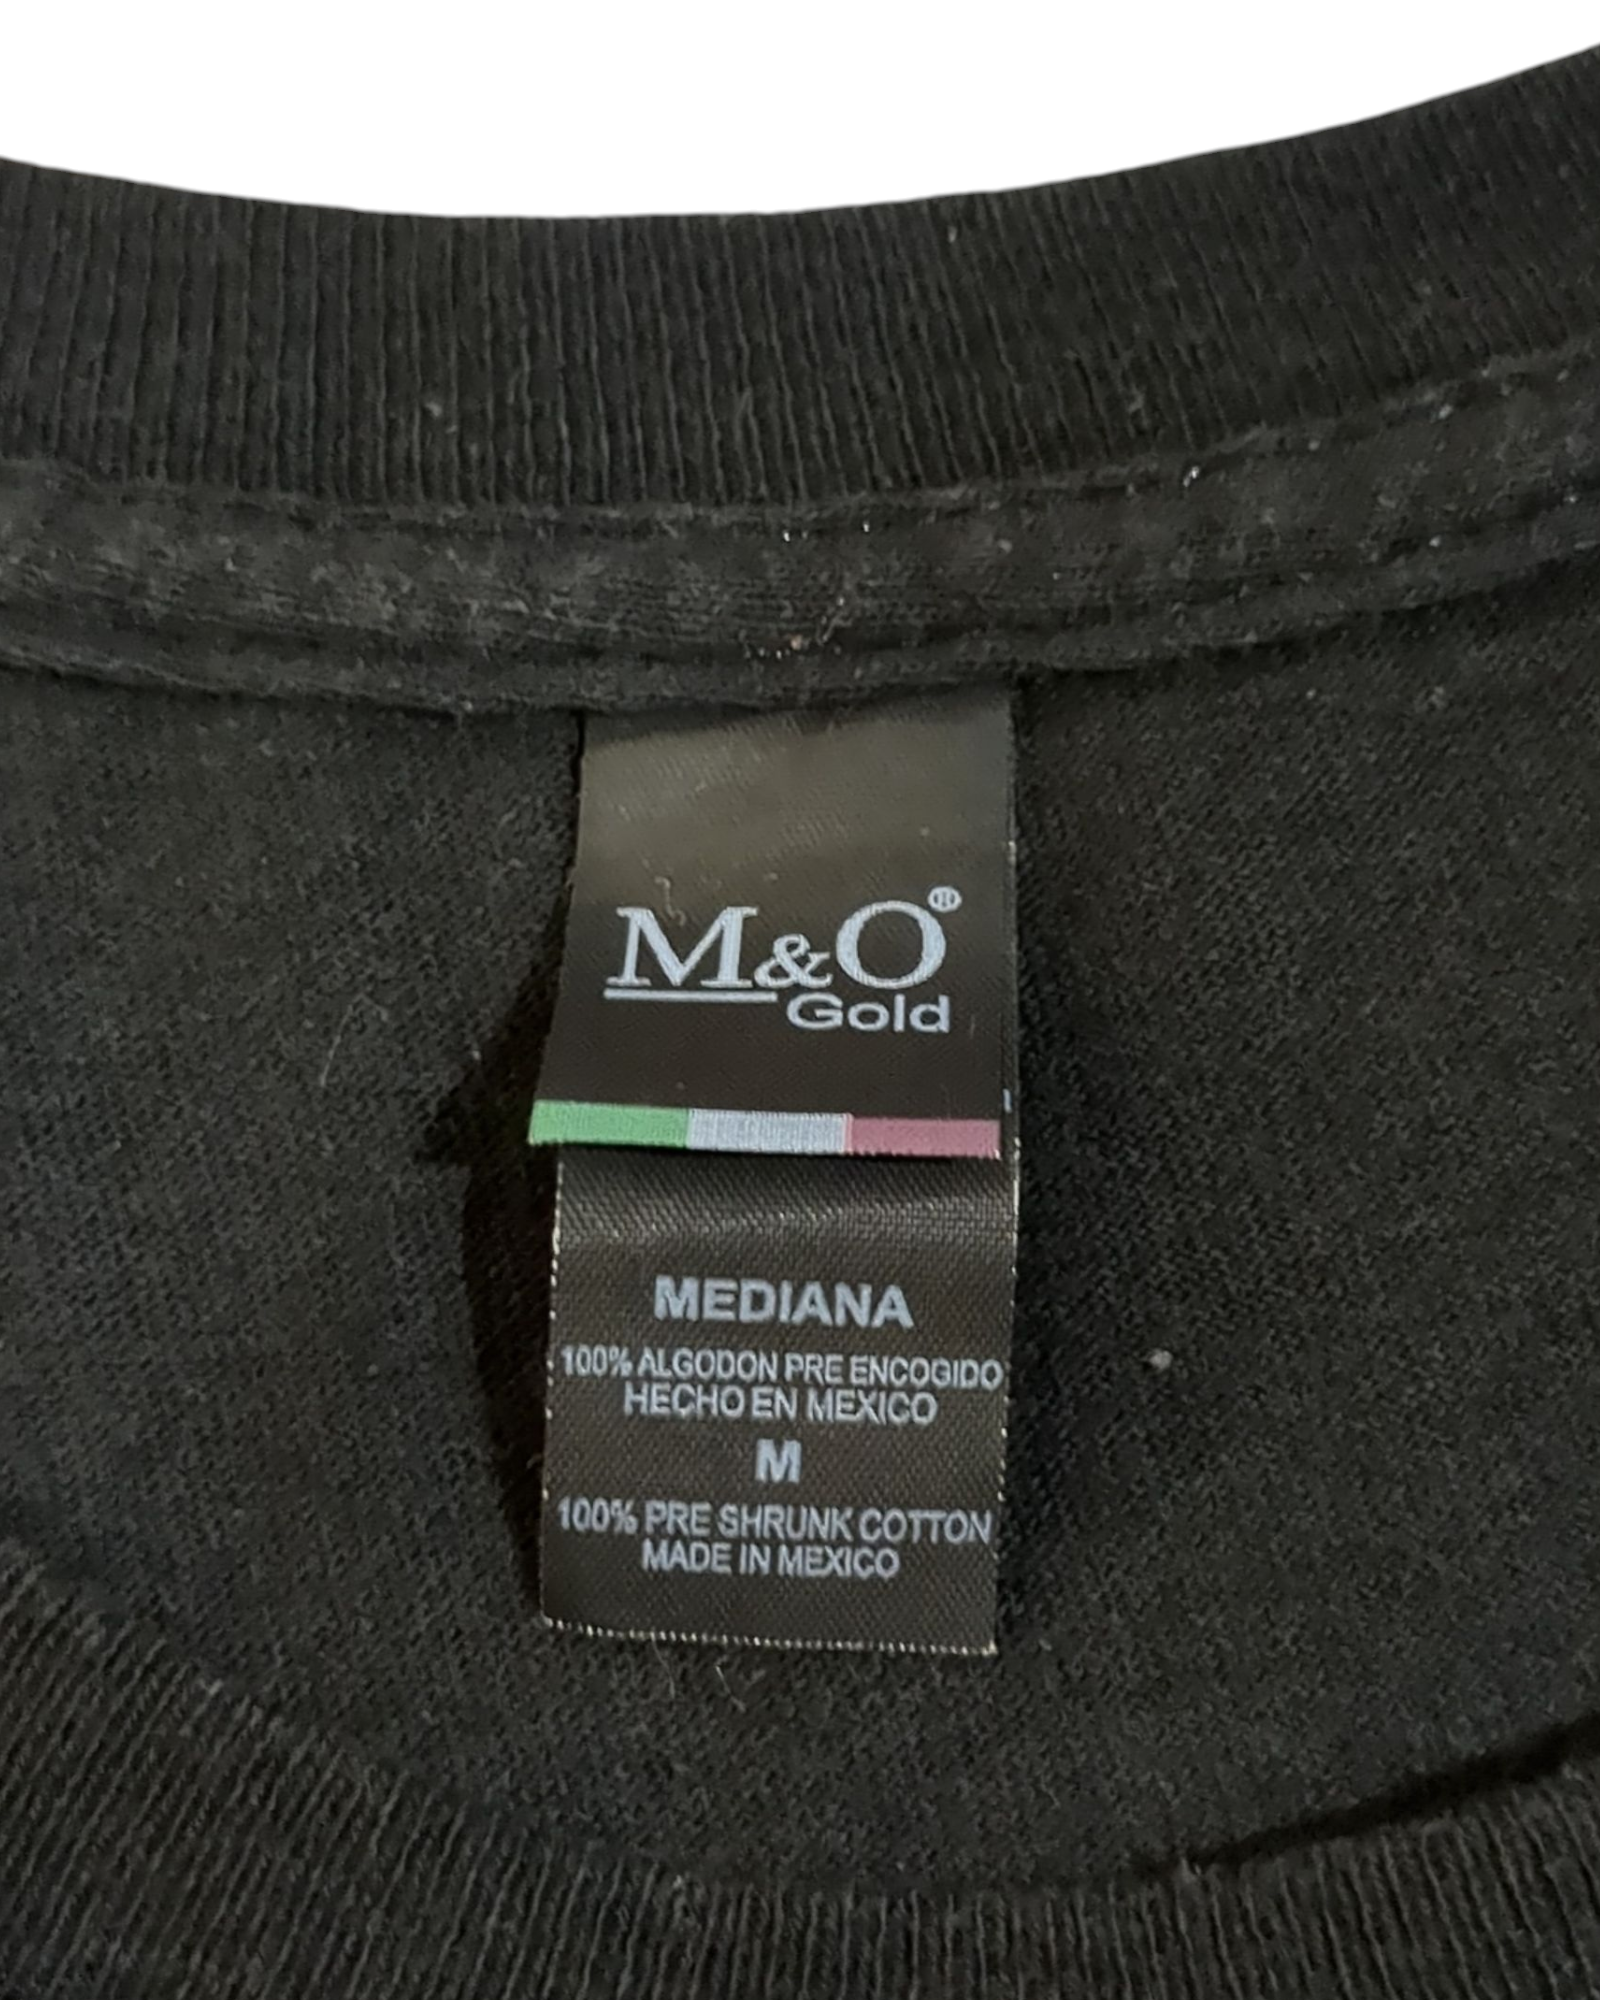 M&O®
Gold
MEDIANA
100% ALGODON PRE ENCOGIDO
HECHO EN MEXICO
M
100% PRE SHRUNK COTTON
MADE IN MEXICO